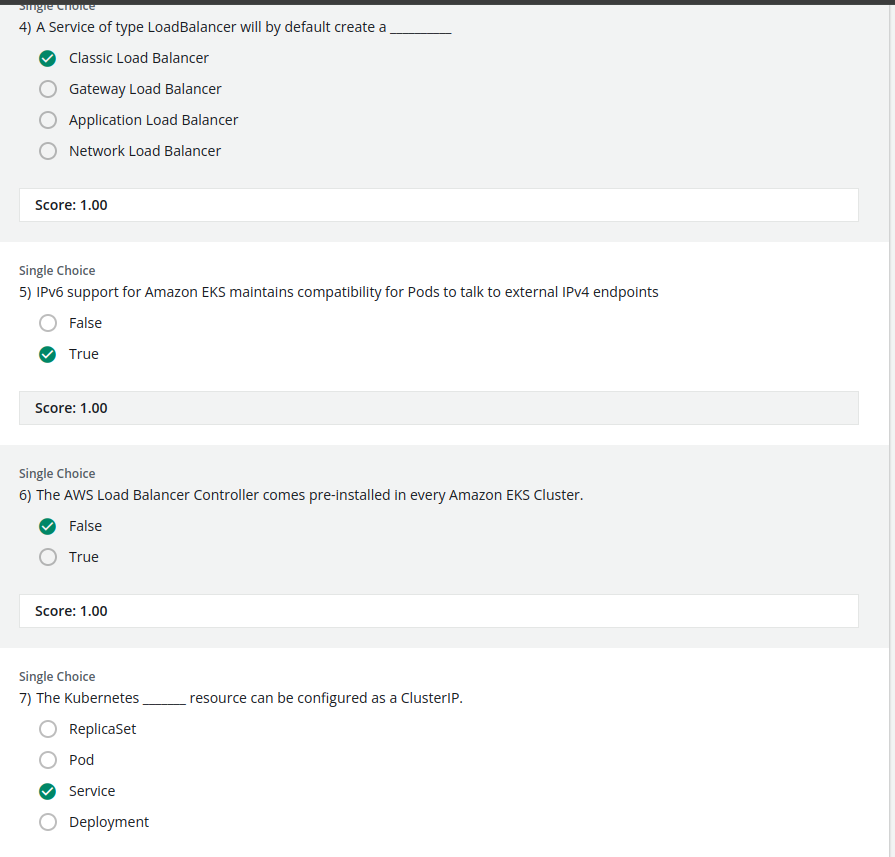 Single Choice
4) A Service of type LoadBalancer will by default create a __________
Classic Load Balancer
Gateway Load Balancer
Application Load Balancer
Network Load Balancer
Score: 1.00
Single Choice
5) IPv6 support for Amazon EKS maintains compatibility for Pods to talk to external IPv4 endpoints
False
True
Score: 1.00
Single Choice
6) The AWS Load Balancer Controller comes pre-installed in every Amazon EKS Cluster.
False
True
Score: 1.00
Single Choice
7) The Kubernetes _______ resource can be configured as a ClusterIP.
ReplicaSet
Pod
Service
Deployment